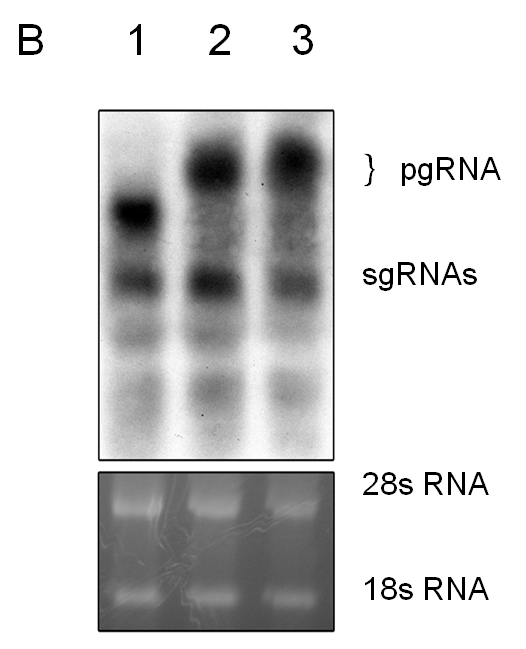 B 1 2 3
} pgRNA
sgRNAs
28s RNA
18s RNA